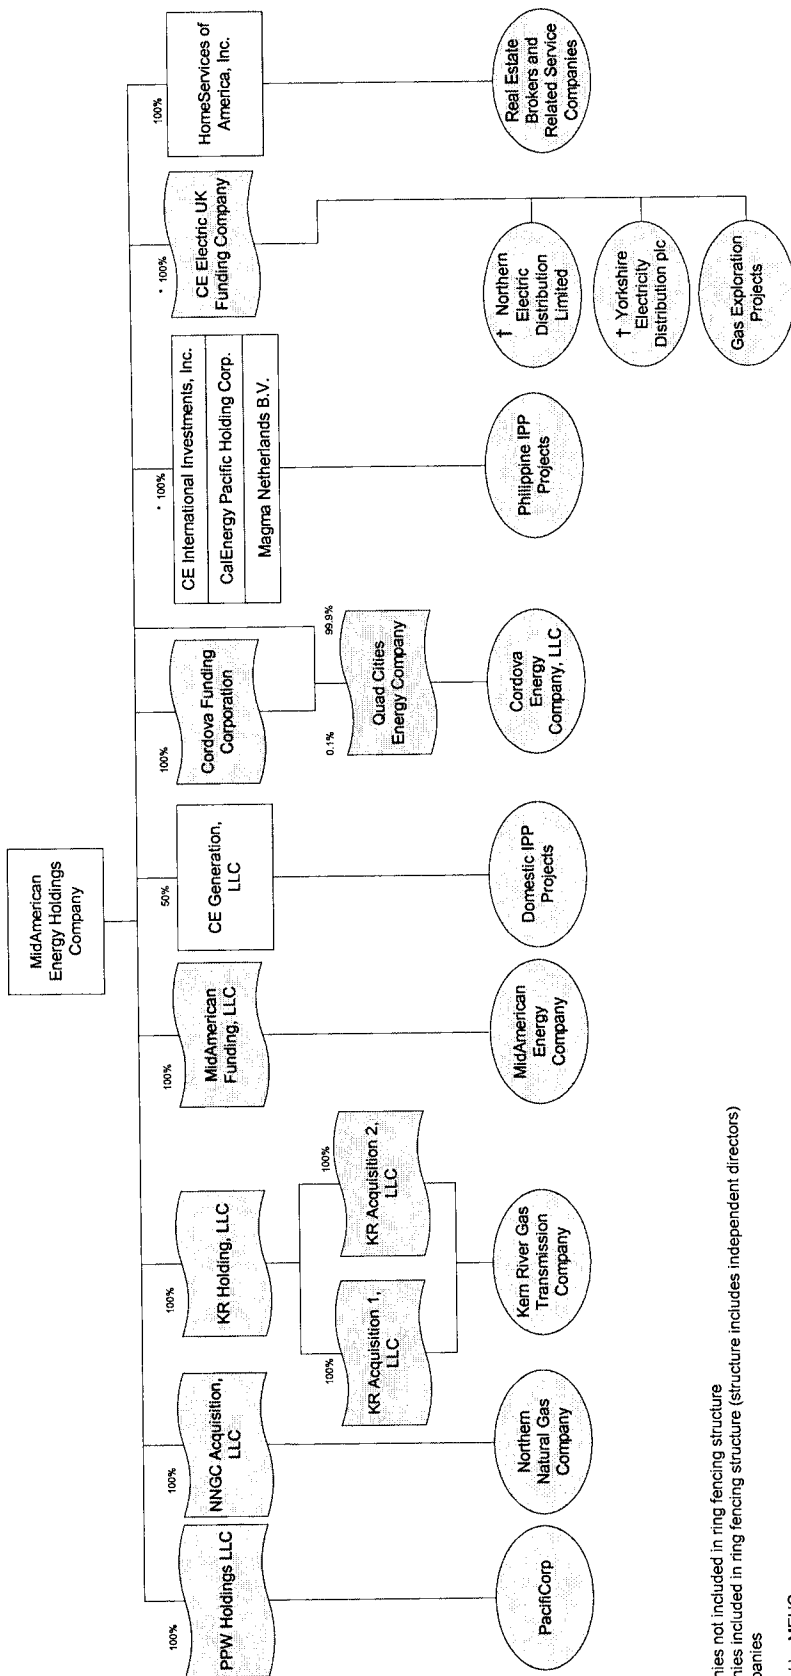 MidAmerican
Energy Holdings
Company
100%
PPW Holdings LLC
PacifiCorp
100%
NNGC Acquisition,
LLC
Northern
Natural Gas
Company
100%
KR Holding, LLC
100%
KR Acquisition 1,
LLC
100%
KR Acquisition 2,
LLC
Kern River Gas
Transmission
Company
100%
MidAmerican
Funding, LLC
MidAmerican
Energy
Company
50%
CE Generation,
LLC
Domestic IPP
Projects
100%
Cordova Funding
Corporation
0.1%
99.9%
Quad Cities
Energy Company
Cordova
Energy
Company, LLC
* 100%
CE International Investments, Inc.
CalEnergy Pacific Holding Corp.
Magma Netherlands B.V.
Philippine IPP
Projects
* 100%
CE Electric UK
Funding Company
† Northern
Electric
Distribution
Limited
† Yorkshire
Electricity
Distribution plc
Gas Exploration
Projects
100%
HomeServices of
America, Inc.
Real Estate
Brokers and
Related Service
Companies
not included in ring fencing structure
included in ring fencing structure (structure includes independent directors)
MEHC